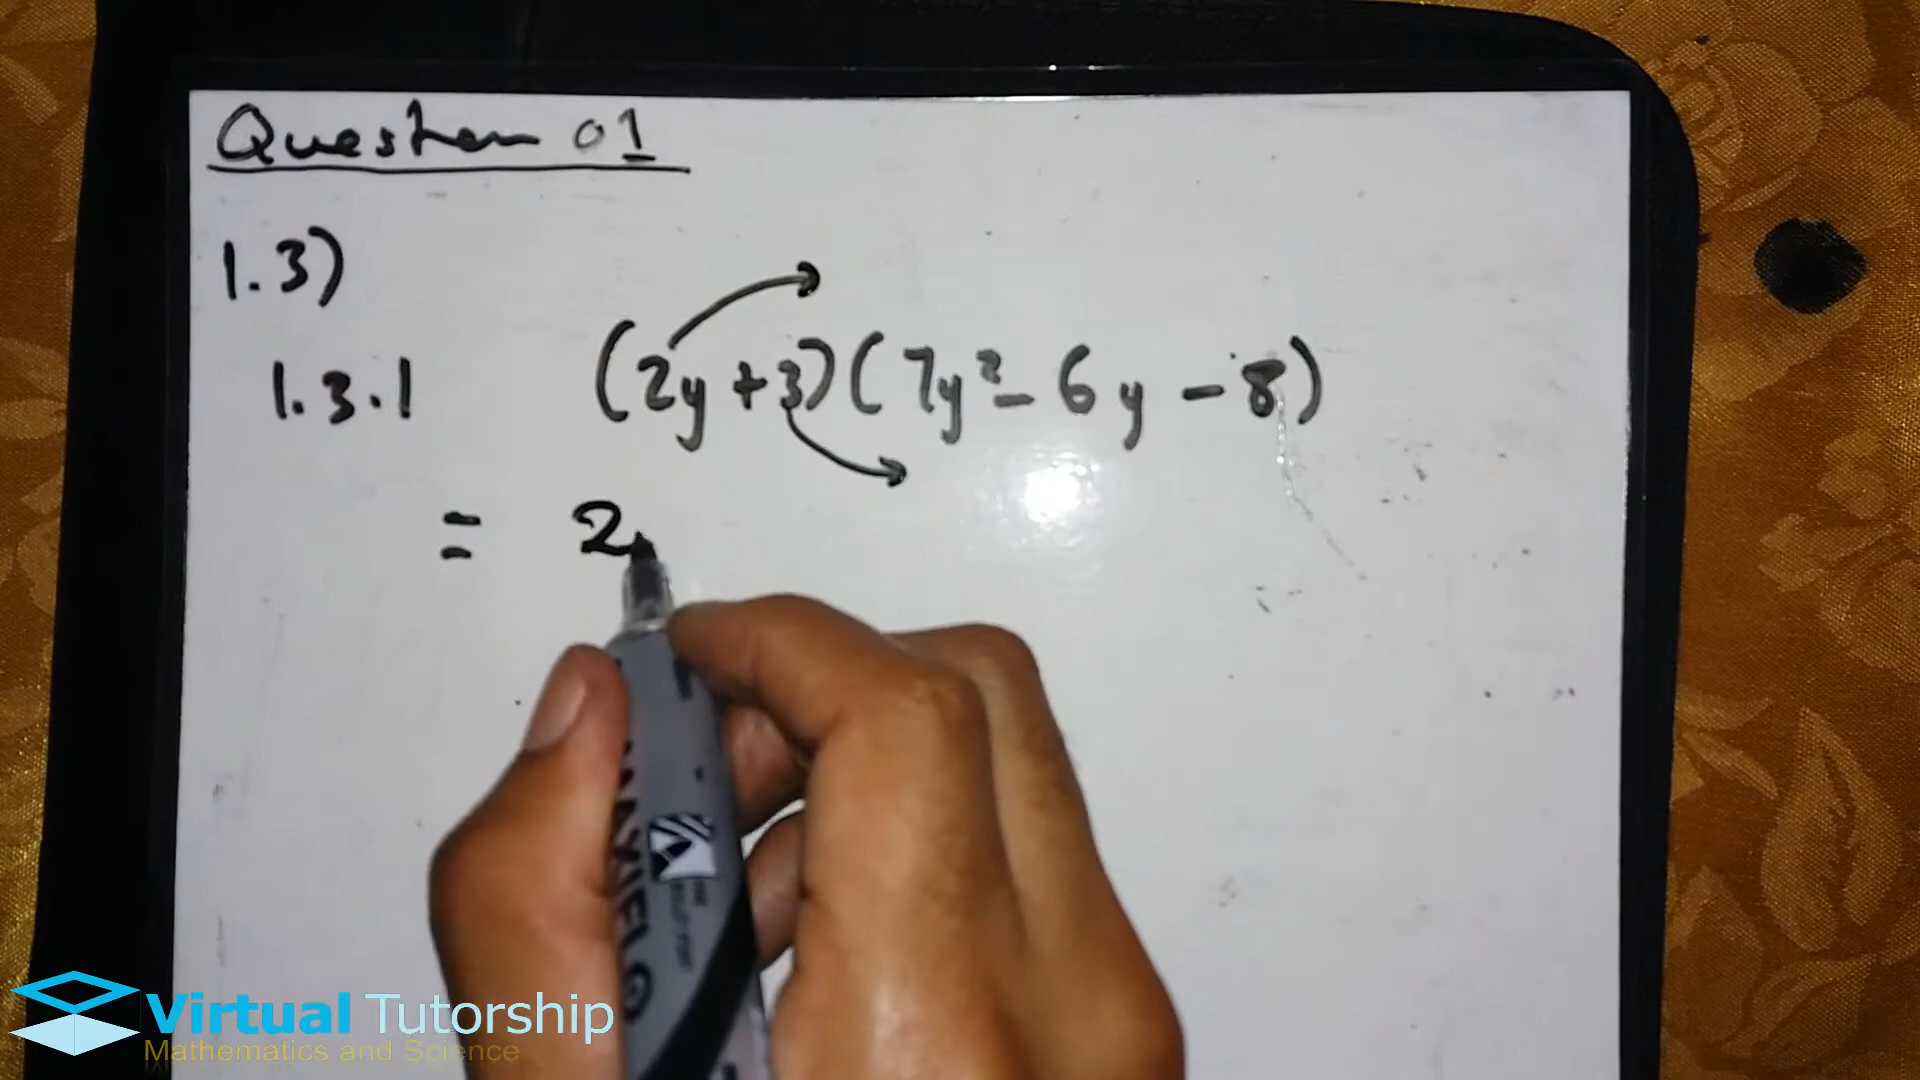 Question 01
1.3)
1.3.1 (2y+3)(7y²-6y-8)
= 2
Virtual Tutorship
Mathematics and Science